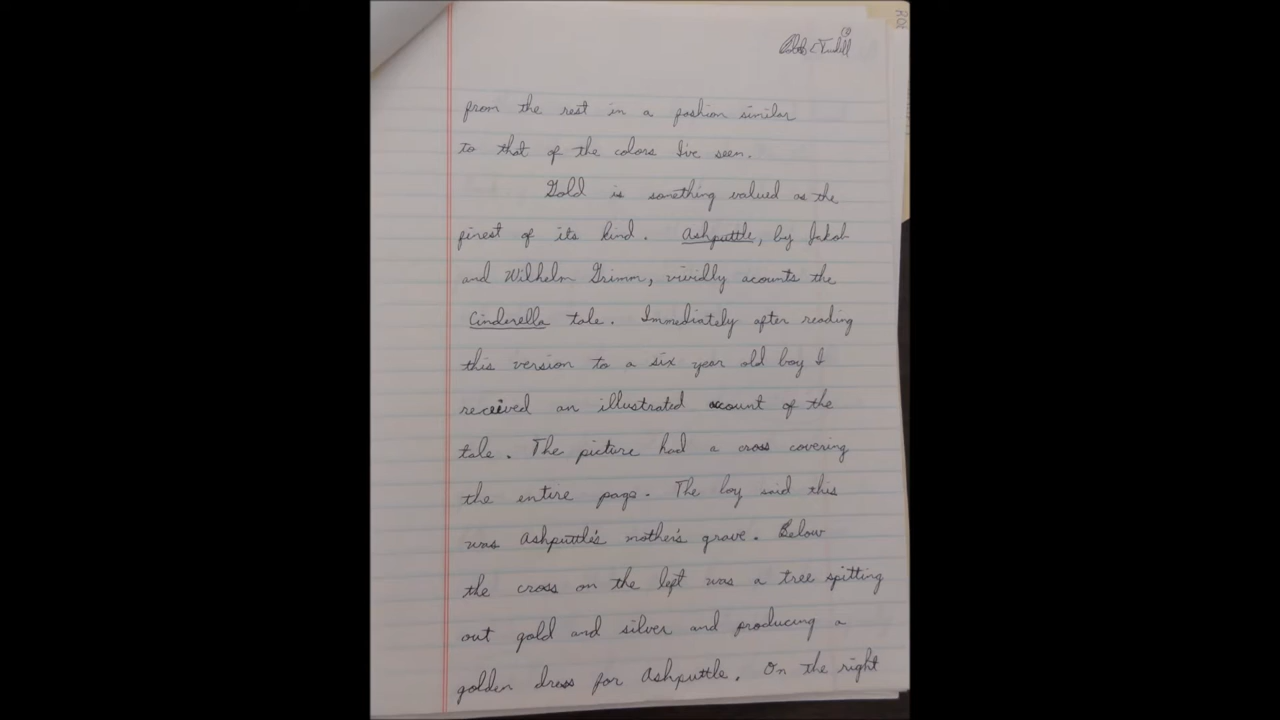 from the rest in a fashion similar
to that of the colors I've seen.
Gold is somthing valued as the
finest of its kind. Ashputtle, by Jakob
and Wilhelm Grimm, vividly acounts the
Cinderella tale. Immediately after reading
this version to a six year old boy I
received an illustrated account of the
tale. The picture had a cross covering
the entire page. The boy said this
was Ashputtle's mother's grave. Below
the cross on the left was a tree spitting
out gold and silver and producing a
golden dress for Ashputtle. On the right